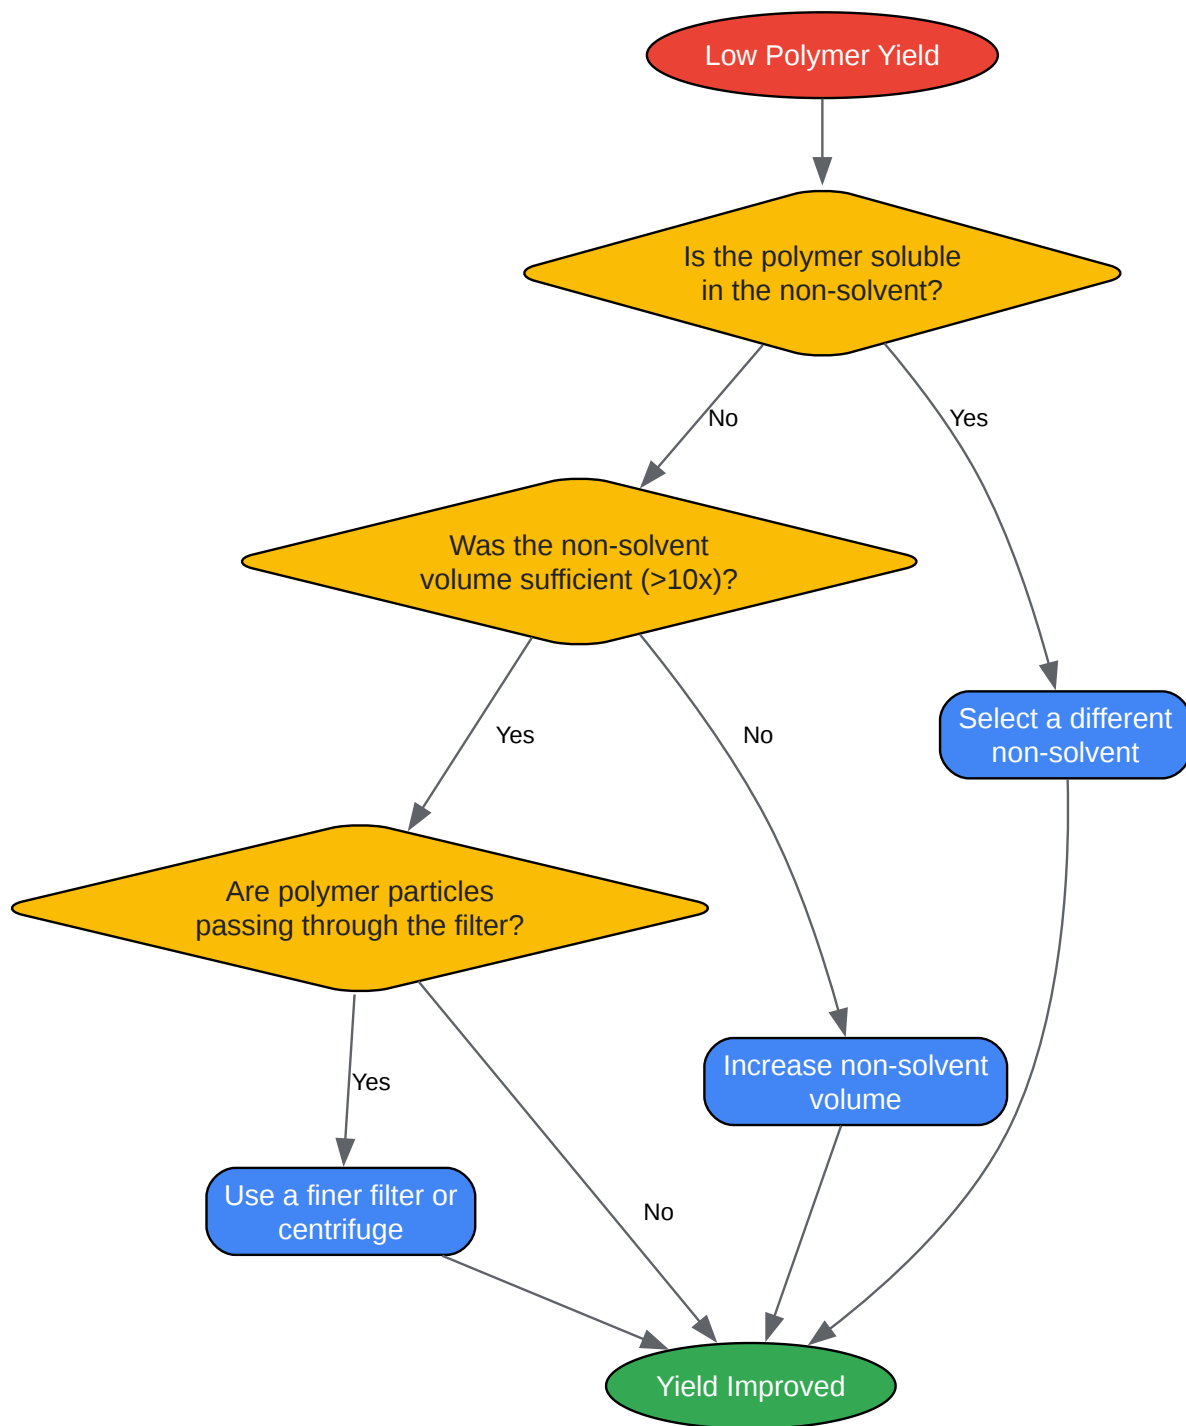 Low Polymer Yield
Is the polymer soluble
in the non-solvent?
No
Yes
Was the non-solvent
volume sufficient (>10x)?
Yes
No
Select a different
non-solvent
Are polymer particles
passing through the filter?
Yes
Increase non-solvent
volume
Use a finer filter or
centrifuge
No
Yield Improved